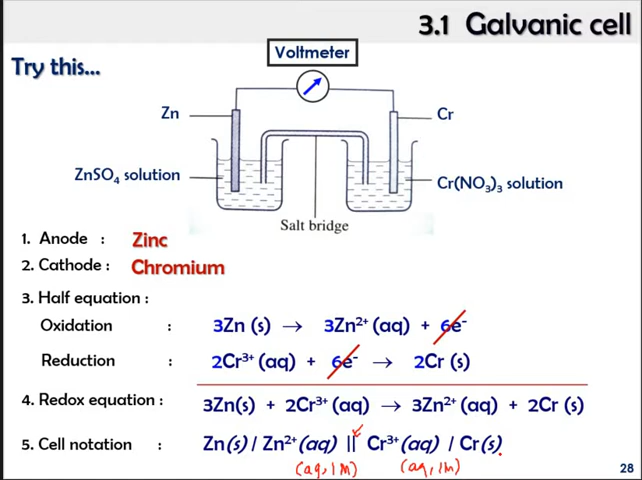 3.1 Galvanic cell
Try this...
Voltmeter
Zn
Cr
ZnSO₄ solution
Cr(NO₃)₃ solution
Salt bridge
1. Anode : Zinc
2. Cathode : Chromium
3. Half equation :
Oxidation : 3Zn (s) → 3Zn²⁺ (aq) + 6e⁻
Reduction : 2Cr³⁺ (aq) + 6e⁻ → 2Cr (s)
4. Redox equation : 3Zn(s) + 2Cr³⁺ (aq) → 3Zn²⁺ (aq) + 2Cr (s)
5. Cell notation : Zn(s) / Zn²⁺ (aq) || Cr³⁺ (aq) / Cr(s)
(aq, 1M) (aq, 1M)
28